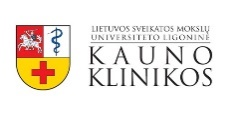 LIETUVOS SVEIKATOS MOKSLŲ
UNIVERSITETO LIGONINĖ
KAUNO
KLINIKOS